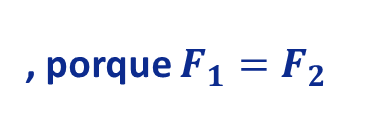 , porque F₁ = F₂